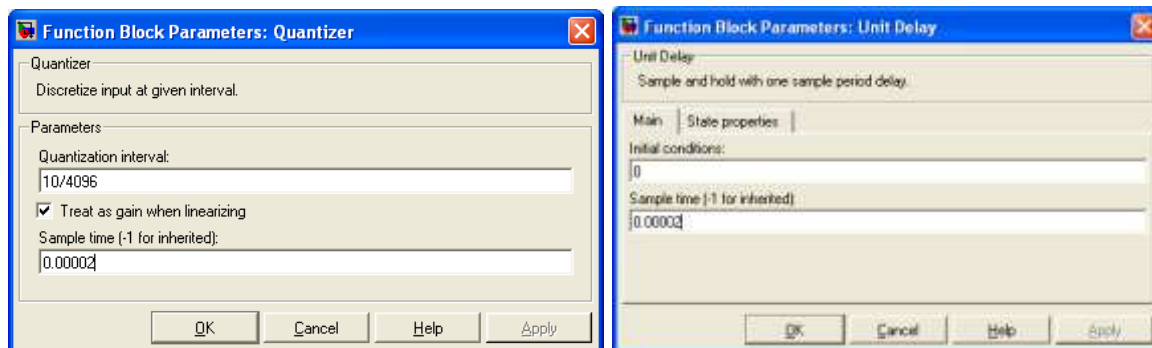 Function Block Parameters: Quantizer
Quantizer
Discretize input at given interval.
Parameters
Quantization interval:
10/4096
Treat as gain when linearizing
Sample time (-1 for inherited):
0.00002
OK Cancel Help Apply
Function Block Parameters: Unit Delay
Unit Delay
Sample and hold with one sample period delay.
Main State properties
Initial conditions:
0
Sample time (-1 for inherited)
0.00002
OK Cancel Help Apply